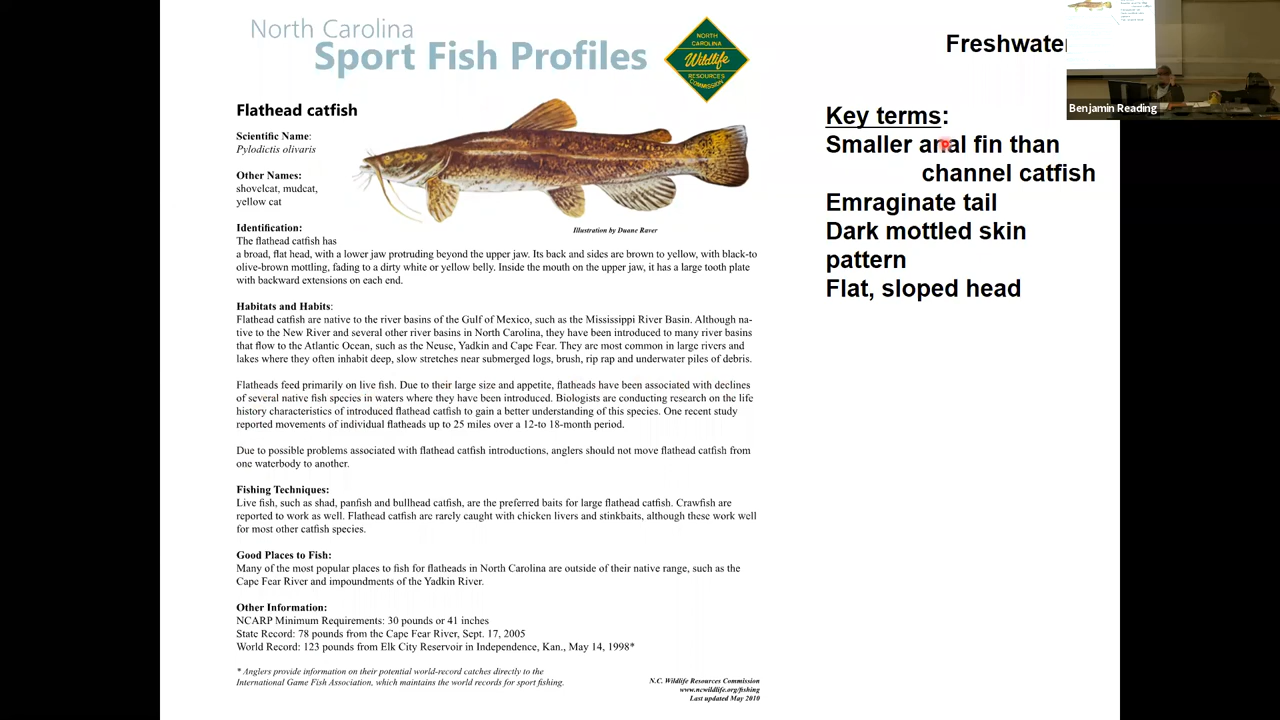 North Carolina
Sport Fish Profiles
NORTH
CAROLINA
Wildlife
RESOURCES
COMMISSION
Flathead catfish
Scientific Name:
Pylodictis olivaris
Other Names:
shovelcat, mudcat,
yellow cat
Illustration by Duane Raver
Identification:
The flathead catfish has
a broad, flat head, with a lower jaw protruding beyond the upper jaw. Its back and sides are brown to yellow, with black-to
olive-brown mottling, fading to a dirty white or yellow belly. Inside the mouth on the upper jaw, it has a large tooth plate
with backward extensions on each end.
Habitats and Habits:
Flathead catfish are native to the river basins of the Gulf of Mexico, such as the Mississippi River Basin. Although na-
tive to the New River and several other river basins in North Carolina, they have been introduced to many river basins
that flow to the Atlantic Ocean, such as the Neuse, Yadkin and Cape Fear. They are most common in large rivers and
lakes where they often inhabit deep, slow stretches near submerged logs, brush, rip rap and underwater piles of debris.
Flatheads feed primarily on live fish. Due to their large size and appetite, flatheads have been associated with declines
of several native fish species in waters where they have been introduced. Biologists are conducting research on the life
history characteristics of introduced flathead catfish to gain a better understanding of this species. One recent study
reported movements of individual flatheads up to 25 miles over a 12-to 18-month period.
Due to possible problems associated with flathead catfish introductions, anglers should not move flathead catfish from
one waterbody to another.
Fishing Techniques:
Live fish, such as shad, panfish and bullhead catfish, are the preferred baits for large flathead catfish. Crawfish are
reported to work as well. Flathead catfish are rarely caught with chicken livers and stinkbaits, although these work well
for most other catfish species.
Good Places to Fish:
Many of the most popular places to fish for flatheads in North Carolina are outside of their native range, such as the
Cape Fear River and impoundments of the Yadkin River.
Other Information:
NCARP Minimum Requirements: 30 pounds or 41 inches
State Record: 78 pounds from the Cape Fear River, Sept. 17, 2005
World Record: 123 pounds from Elk City Reservoir in Independence, Kan., May 14, 1998*
* Anglers provide information on their potential world-record catches directly to the
International Game Fish Association, which maintains the world records for sport fishing.
N.C. Wildlife Resources Commission
www.ncwildlife.org/fishing
Last updated May 2010
Freshwater
Key terms:
Smaller anal fin than
channel catfish
Emraginate tail
Dark mottled skin
pattern
Flat, sloped head
Benjamin Reading